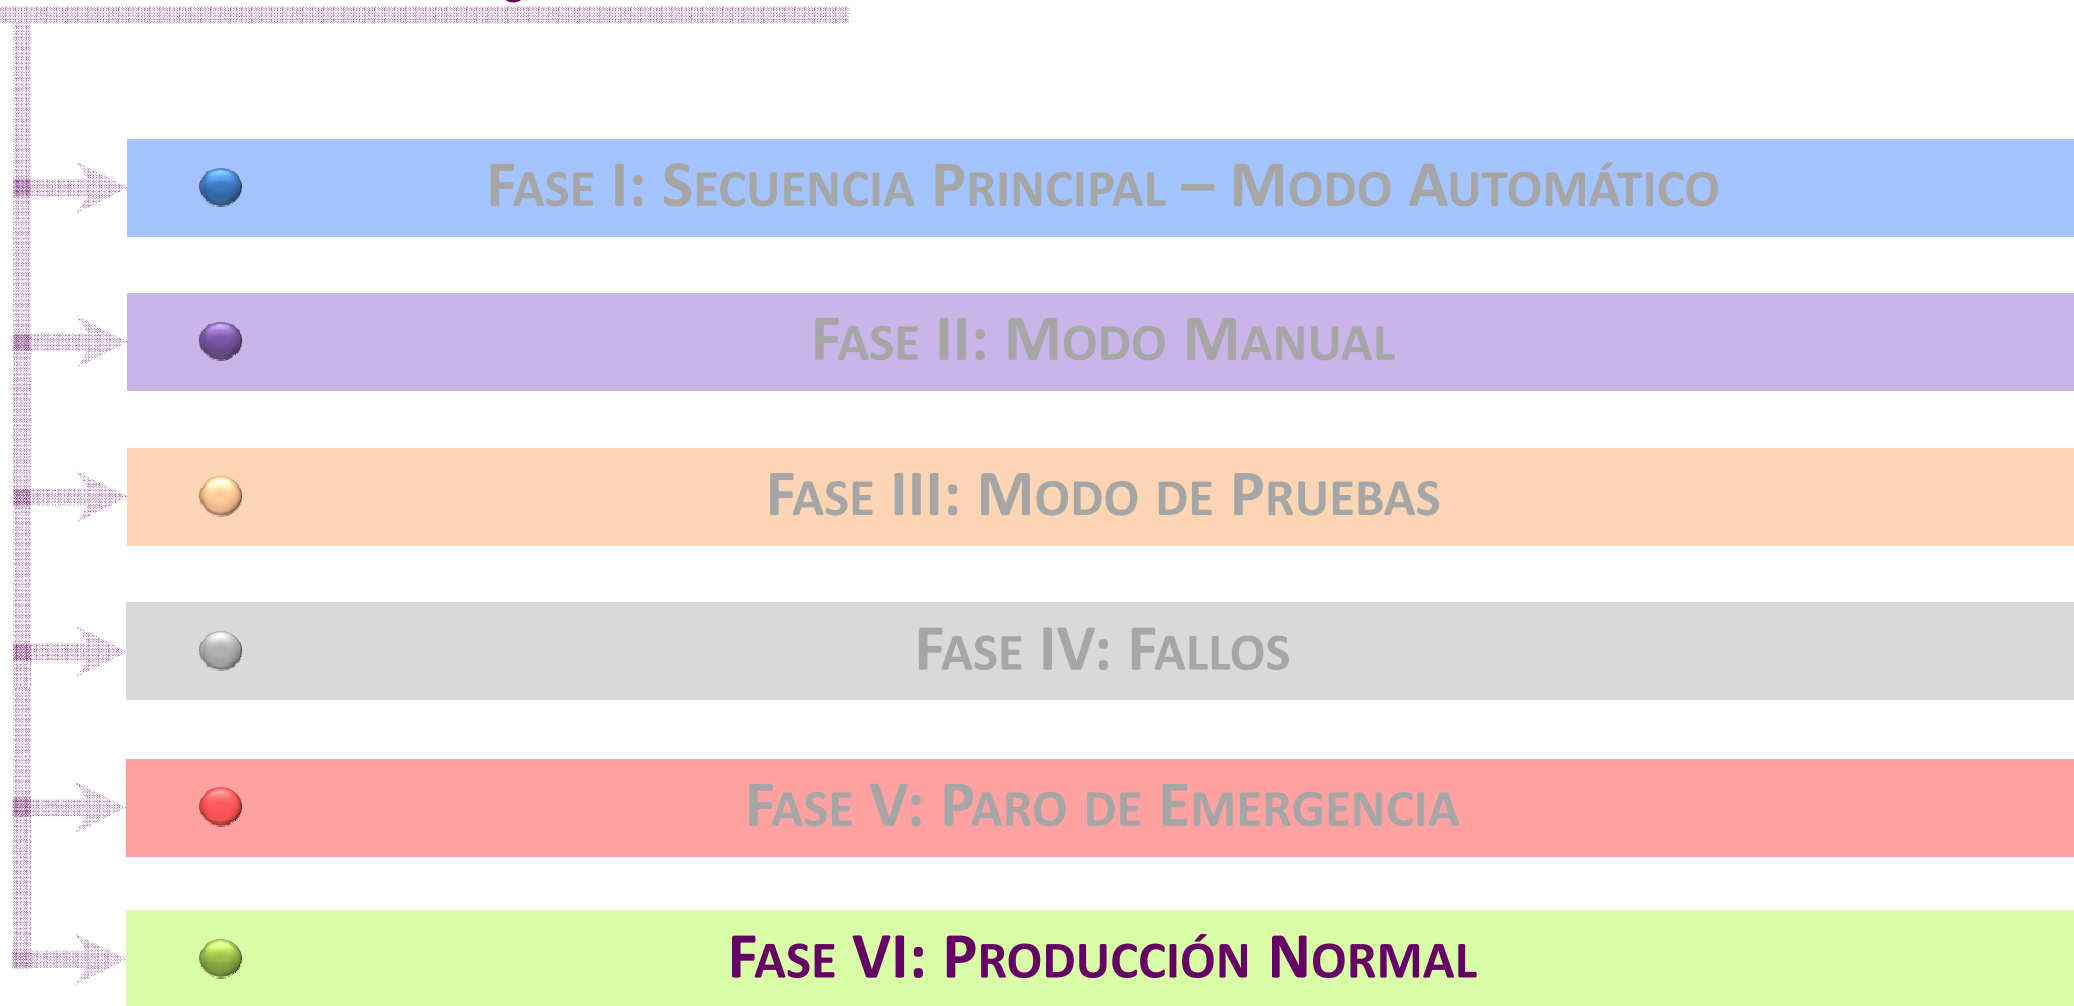 Fase I: Secuencia Principal – Modo Automático
Fase II: Modo Manual
Fase III: Modo de Pruebas
Fase IV: Fallos
Fase V: Paro de Emergencia
Fase VI: Producción Normal